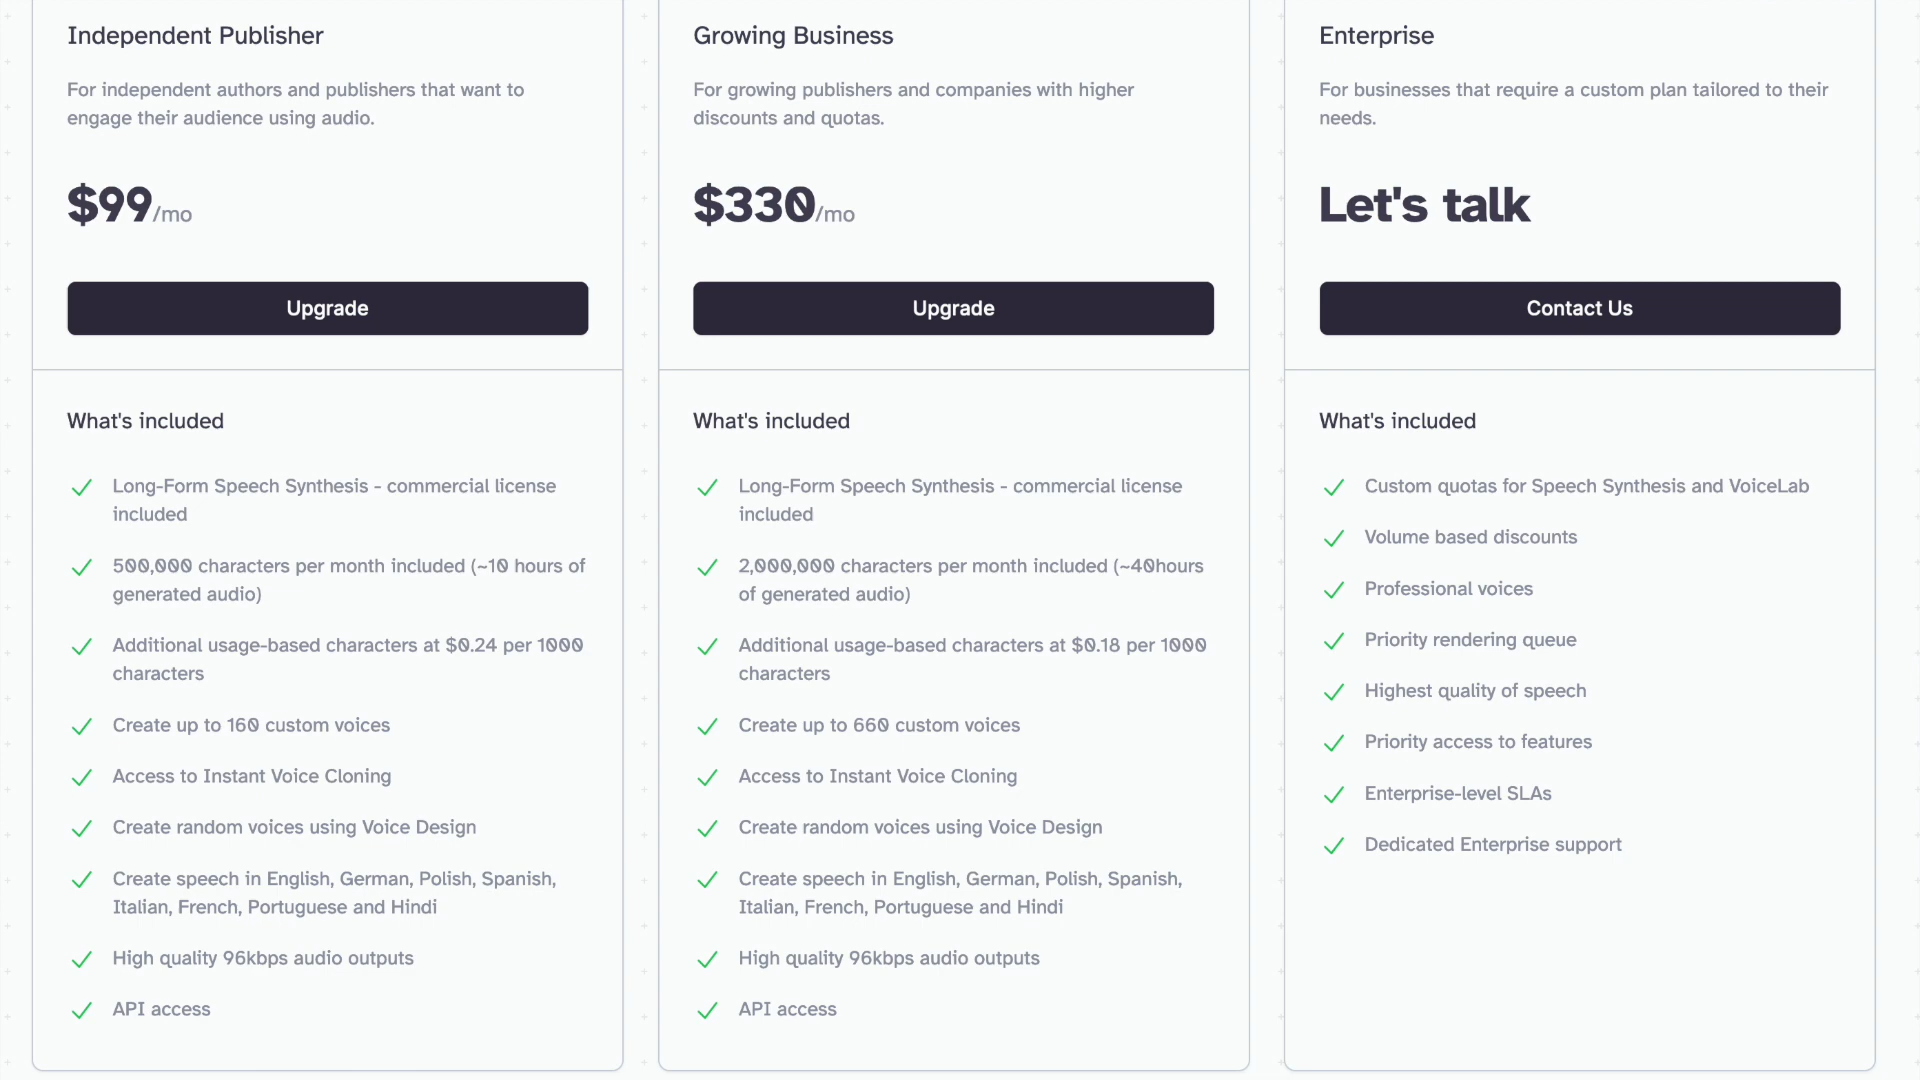 Independent Publisher
For independent authors and publishers that want to
engage their audience using audio.
$99/mo
Upgrade
What's included
Long-Form Speech Synthesis - commercial license
included
500,000 characters per month included (~10 hours of
generated audio)
Additional usage-based characters at $0.24 per 1000
characters
Create up to 160 custom voices
Access to Instant Voice Cloning
Create random voices using Voice Design
Create speech in English, German, Polish, Spanish,
Italian, French, Portuguese and Hindi
High quality 96kbps audio outputs
API access
Growing Business
For growing publishers and companies with higher
discounts and quotas.
$330/mo
Upgrade
What's included
Long-Form Speech Synthesis - commercial license
included
2,000,000 characters per month included (~40hours
of generated audio)
Additional usage-based characters at $0.18 per 1000
characters
Create up to 660 custom voices
Access to Instant Voice Cloning
Create random voices using Voice Design
Create speech in English, German, Polish, Spanish,
Italian, French, Portuguese and Hindi
High quality 96kbps audio outputs
API access
Enterprise
For businesses that require a custom plan tailored to their
needs.
Let's talk
Contact Us
What's included
Custom quotas for Speech Synthesis and VoiceLab
Volume based discounts
Professional voices
Priority rendering queue
Highest quality of speech
Priority access to features
Enterprise-level SLAs
Dedicated Enterprise support